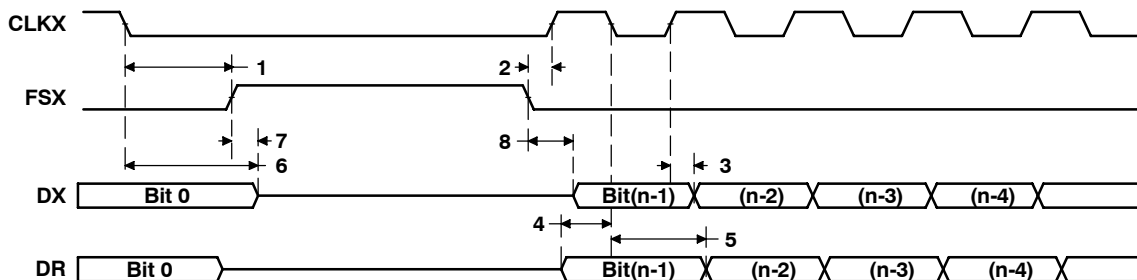 CLKX
1
2
FSX
7
8
6
3
DX
Bit 0
Bit(n-1)
(n-2)
(n-3)
(n-4)
4
5
DR
Bit 0
Bit(n-1)
(n-2)
(n-3)
(n-4)